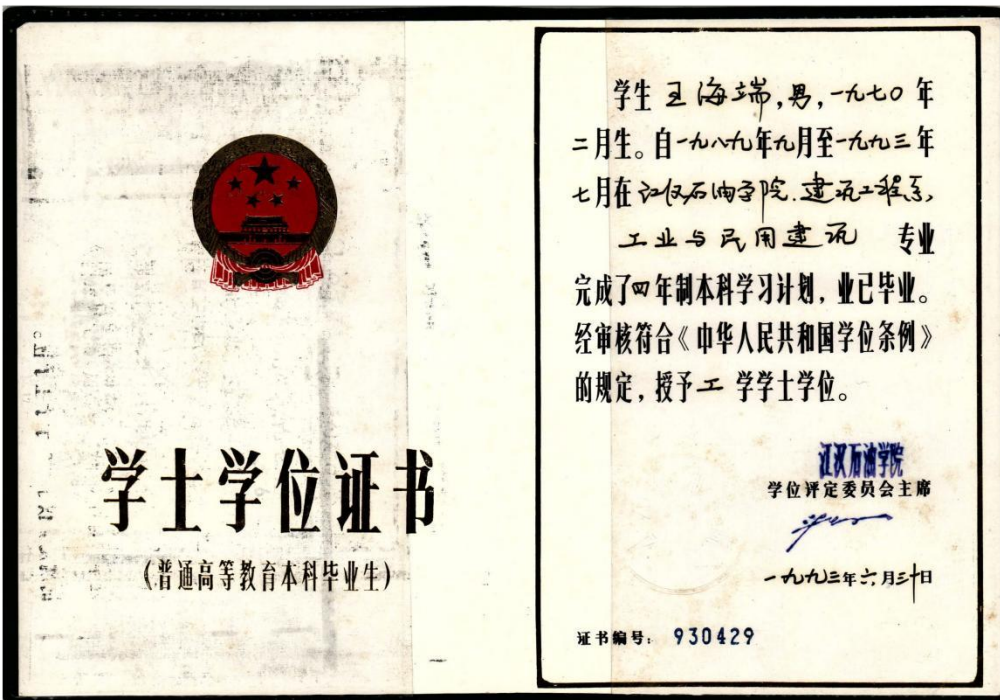 学士学位证书
(普通高等教育本科毕业生)
学生王海端,男,一九七〇年
二月生。自一九八九年九月至一九九三年
七月在江汉石油学院.建筑工程系,
工业与民用建筑 专业
完成了四年制本科学习计划,业已毕业。
经审核符合《中华人民共和国学位条例》
的规定,授予工学学士学位。
江汉石油学院
学位评定委员会主席
一九九三年六月三十日
证书编号:930429